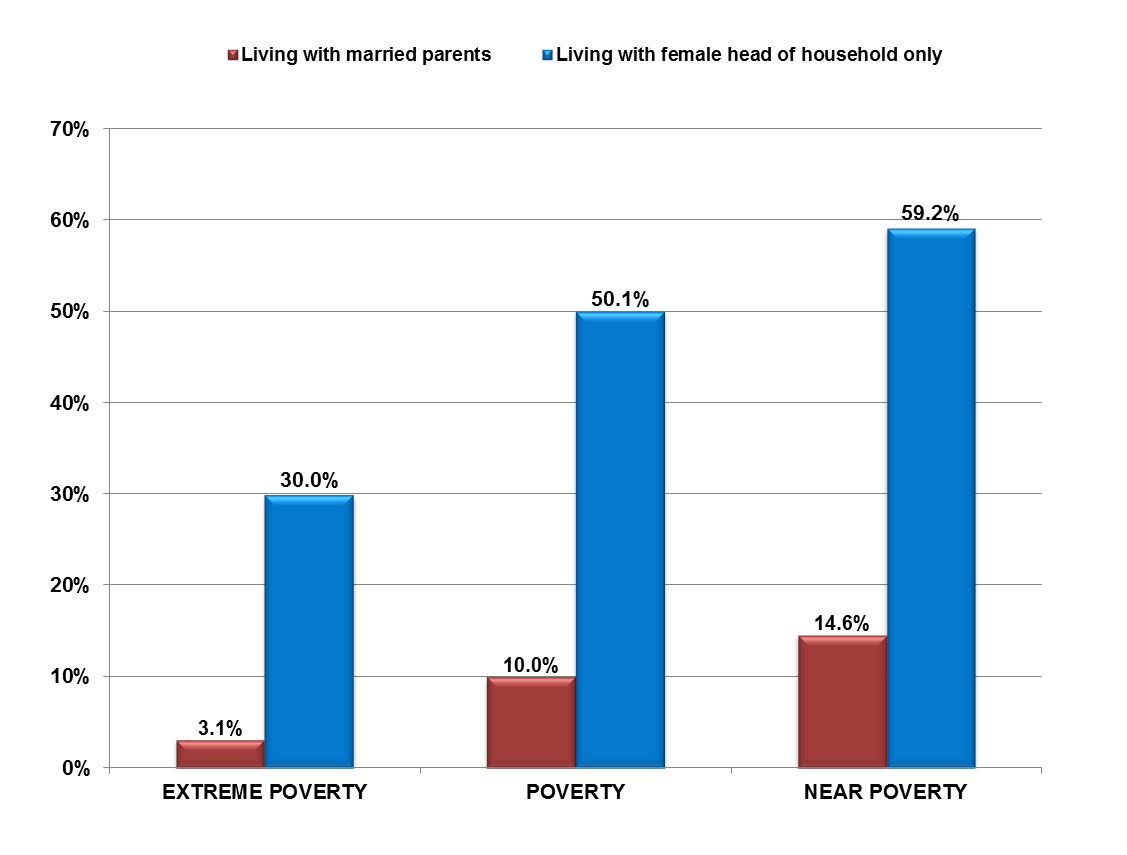 Living with married parents
Living with female head of household only
70%
60%
50%
40%
30%
20%
10%
0%
3.1%
30.0%
10.0%
50.1%
14.6%
59.2%
EXTREME POVERTY
POVERTY
NEAR POVERTY